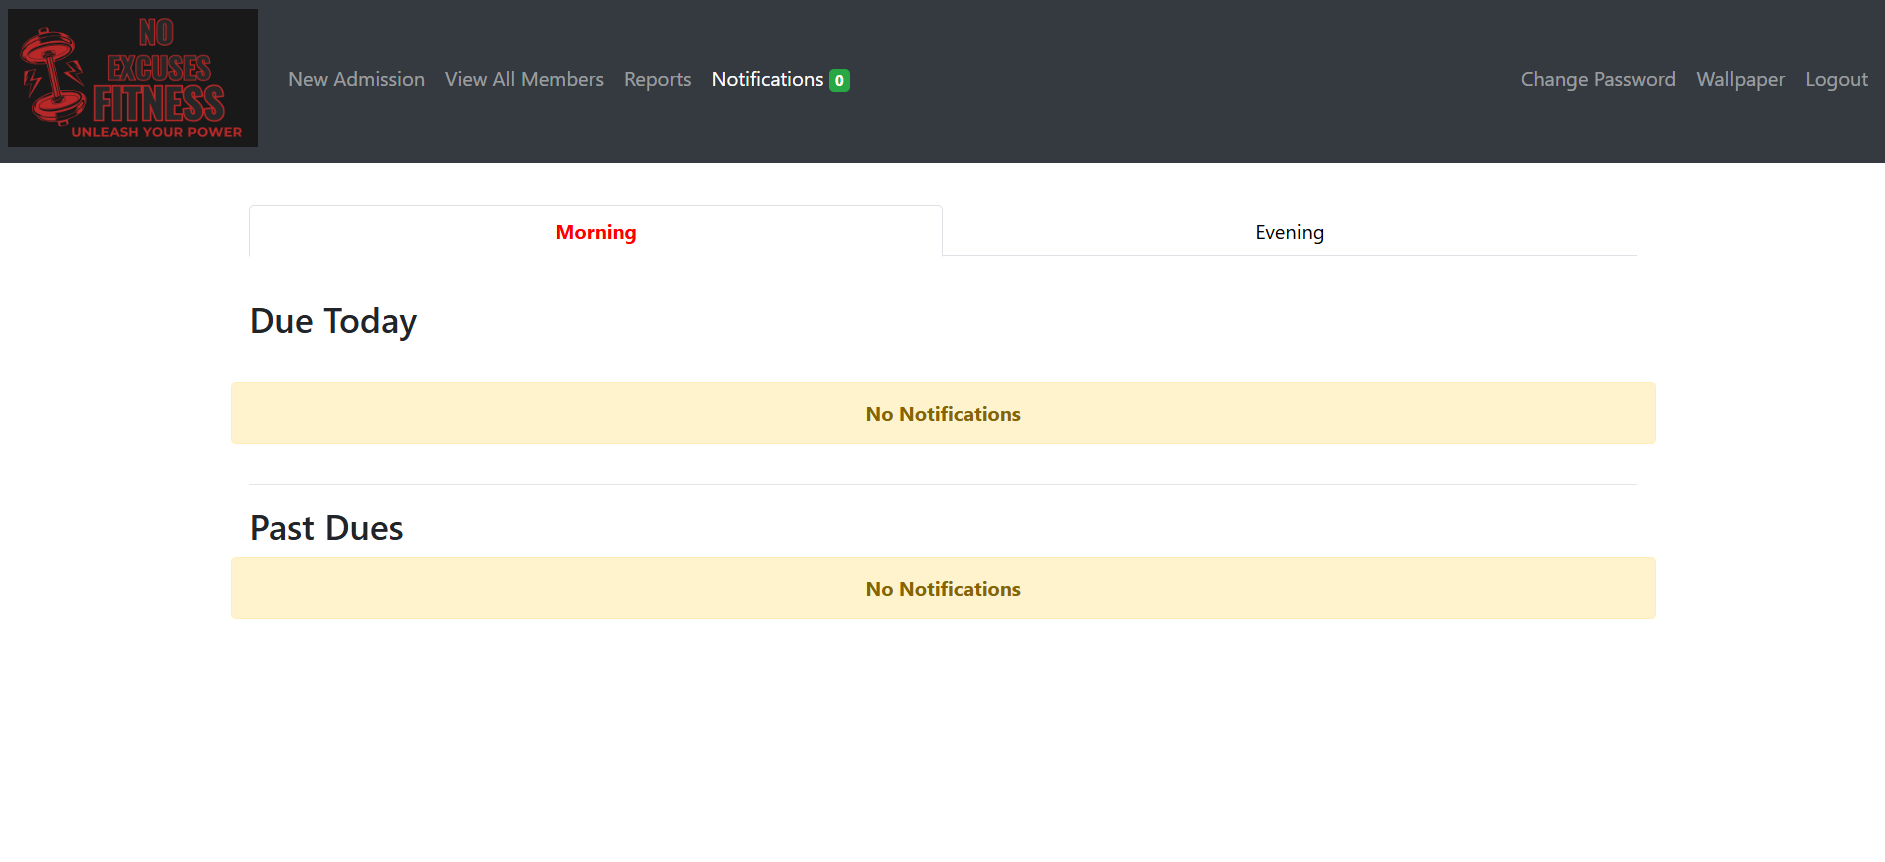 NO
EXCUSES
FITNESS
UNLEASH YOUR POWER
New Admission View All Members Reports Notifications 0 Change Password Wallpaper Logout
Morning Evening
Due Today
No Notifications
Past Dues
No Notifications